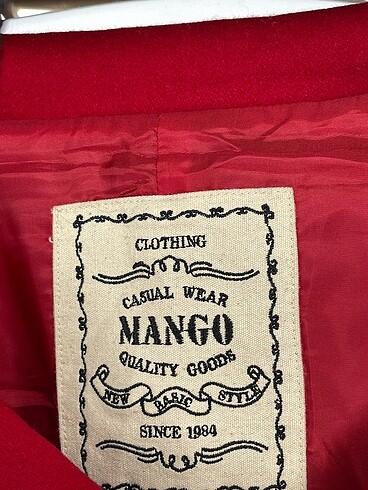 CLOTHING
CASUAL WEAR
MANGO
QUALITY GOODS
NEW BASIC STYLE
SINCE 1984